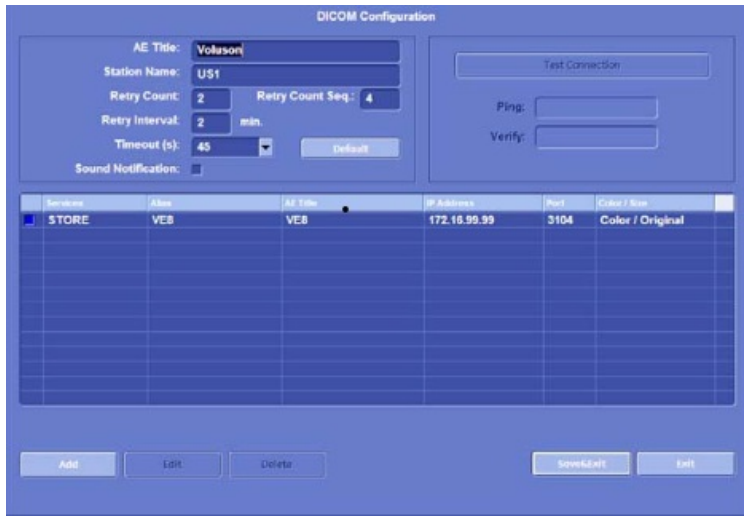 DICOM Configuration
AE Title: Voluson
Station Name: US1
Retry Count: 2 Retry Count Seq.: 4
Retry Interval: 2 min.
Timeout (s): 45 Default
Sound Notification:
Test Connection
Ping:
Verify:
Services Alias AE Title IP Address Port Color / Size
STORE VE8 VE8 172.16.99.99 3104 Color / Original
Add Edit Delete Save&Exit Exit